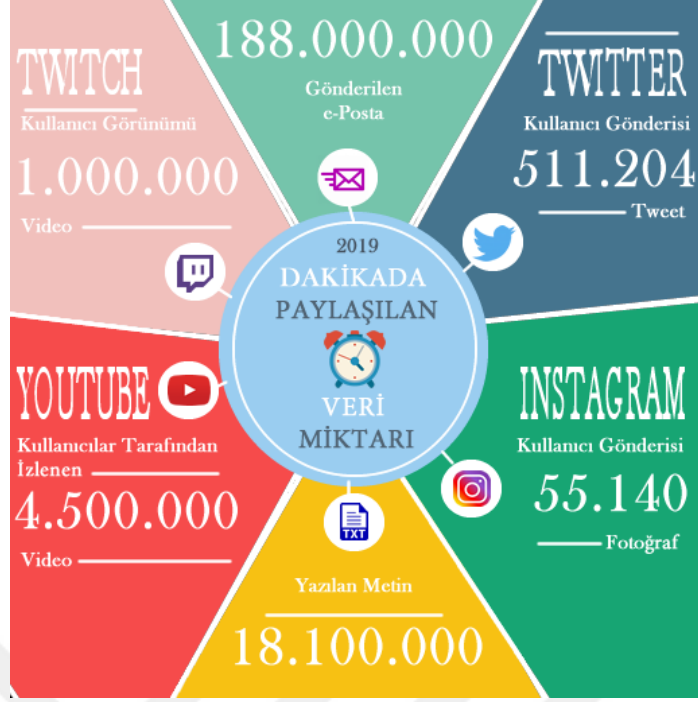 188.000.000
Gönderilen
e-Posta
TWITCH
Kullanıcı Görünümü
1.000.000
Video
TWITTER
Kullanıcı Gönderisi
511.204
Tweet
2019
DAKİKADA
PAYLAŞILAN
VERİ
MİKTARI
YOUTUBE
Kullanıcılar Tarafından
İzlenen
4.500.000
Video
INSTAGRAM
Kullanıcı Gönderisi
55.140
Fotoğraf
TXT
Yazılan Metin
18.100.000